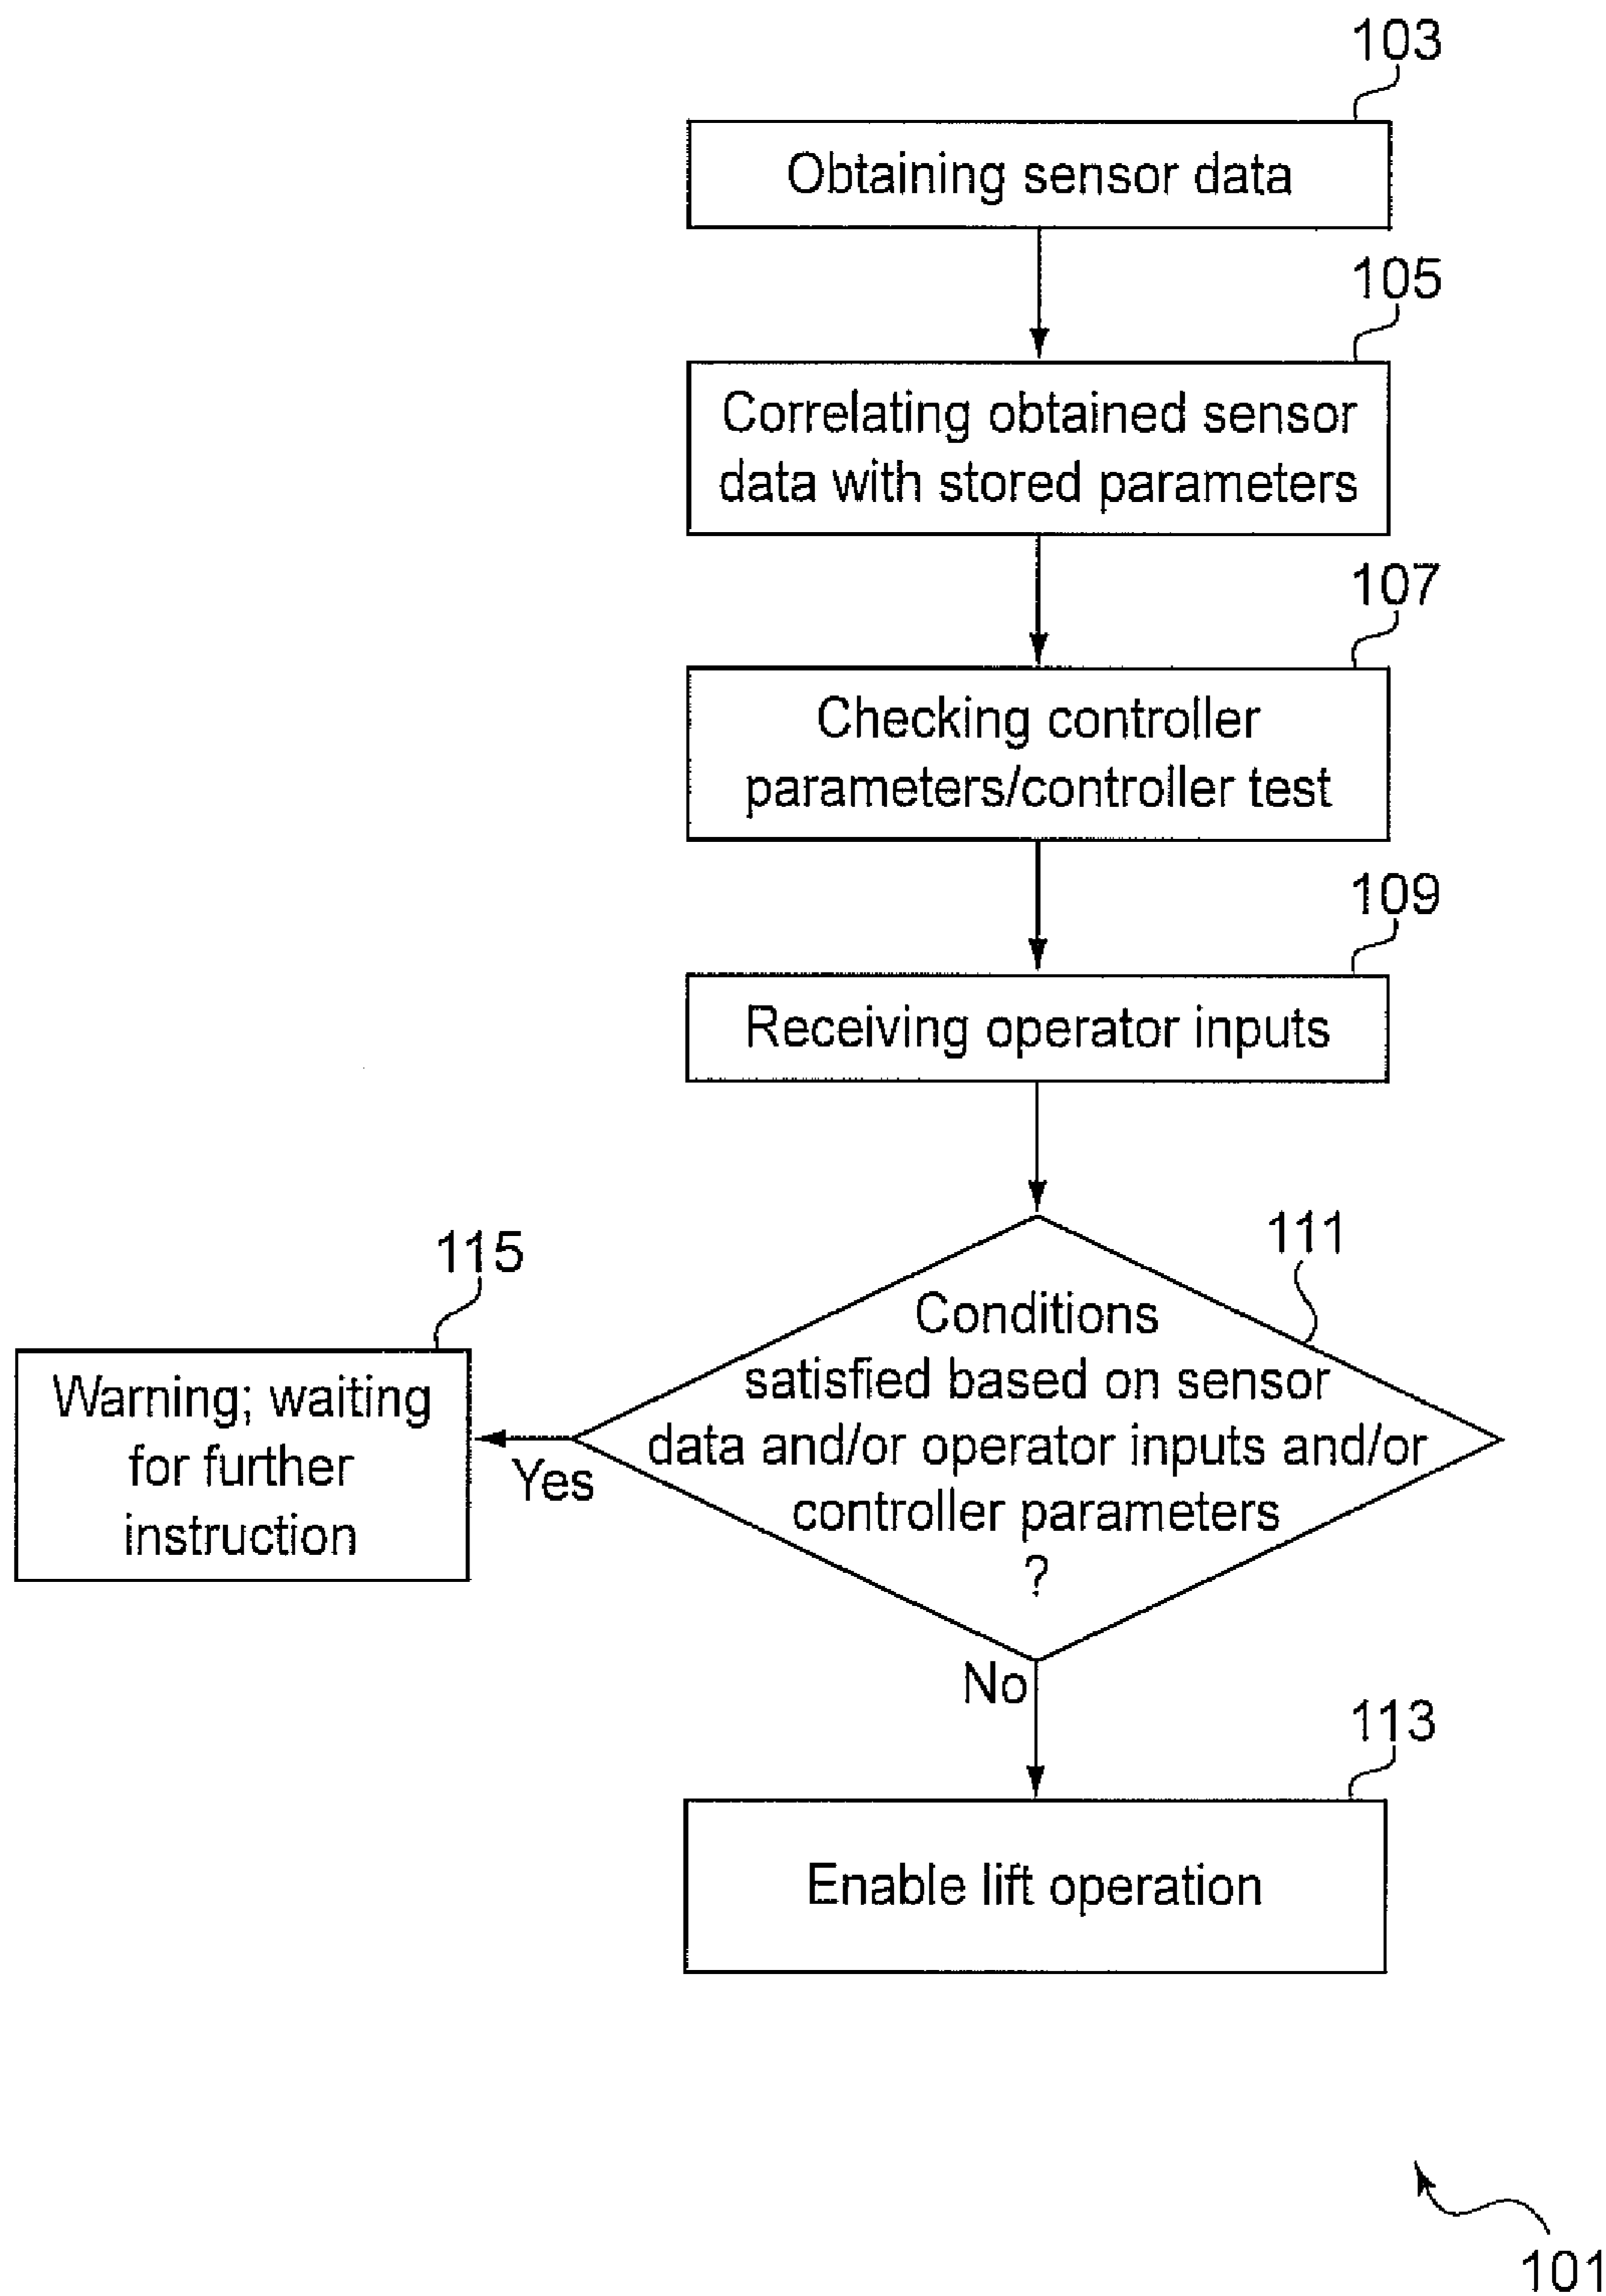 103
Obtaining sensor data
105
Correlating obtained sensor
data with stored parameters
107
Checking controller
parameters/controller test
109
Receiving operator inputs
111
Conditions
satisfied based on sensor
data and/or operator inputs and/or
controller parameters
?
115
Warning; waiting
for further
instruction
Yes
No
113
Enable lift operation
101